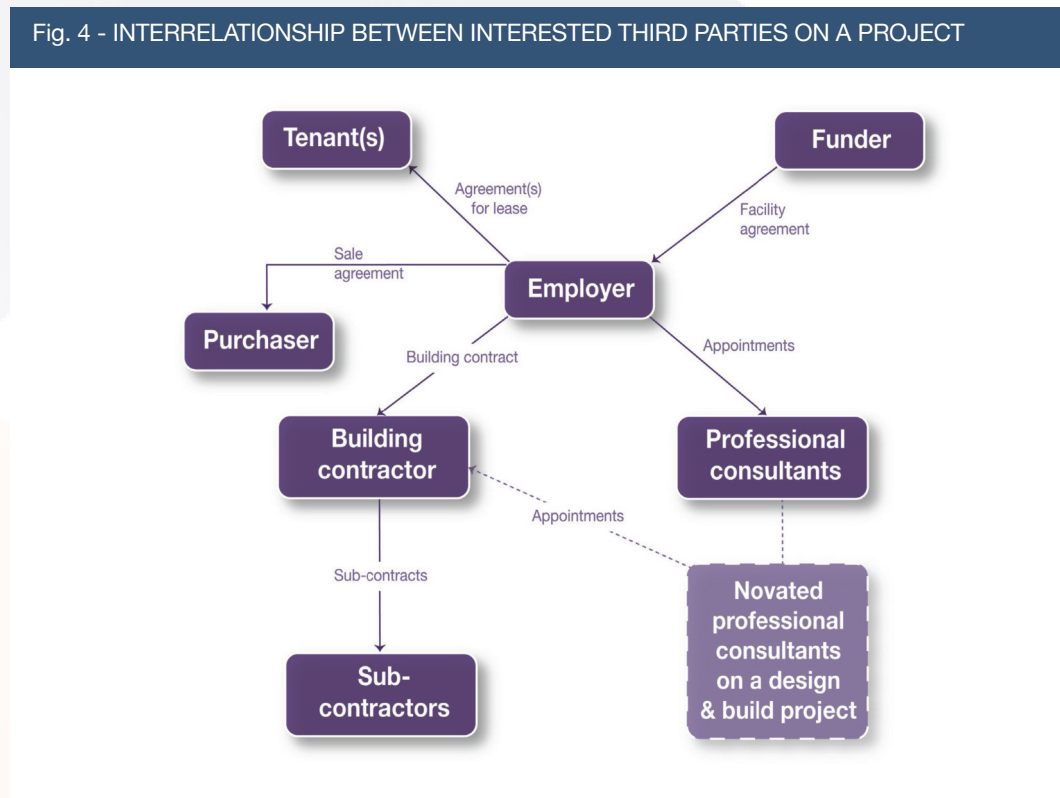 Fig. 4 - INTERRELATIONSHIP BETWEEN INTERESTED THIRD PARTIES ON A PROJECT
Tenant(s)
Funder
Agreement(s)
for lease
Facility
agreement
Sale
agreement
Employer
Purchaser
Building contract
Appointments
Building
contractor
Professional
consultants
Appointments
Sub-contracts
Novated
professional
consultants
on a design
& build project
Sub-
contractors